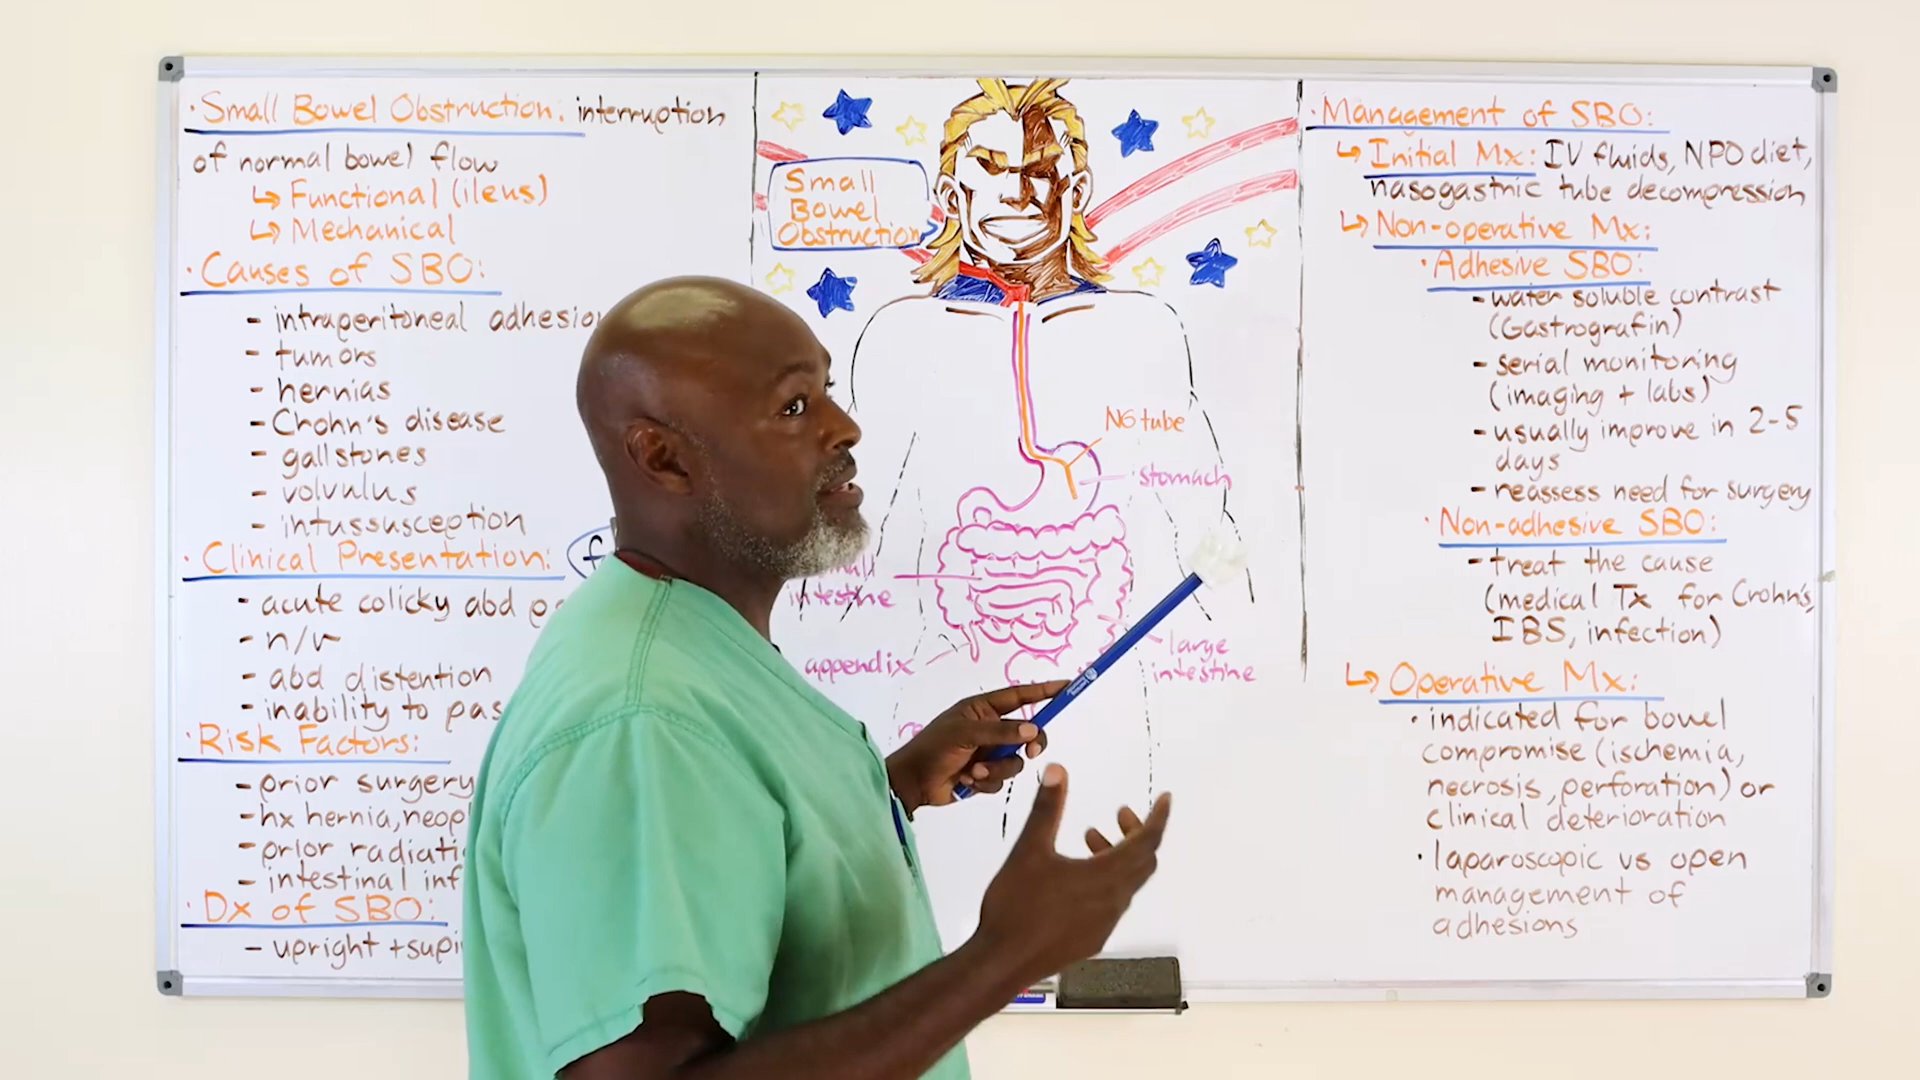 · Small Bowel Obstruction: interruption
of normal bowel flow
↳ Functional (ileus)
↳ Mechanical
· Causes of SBO:
- intraperitoneal adhesio
- tumors
- hernias
- Crohn's disease
- gallstones
- volvulus
- intussusception
· Clinical Presentation:
- acute colicky abd
- n/v
- abd distention
- inability to pas
· Risk Factors:
- prior surgery
- hx hernia, neop
- prior radiati
- intestinal inf
· Dx of SBO:
- upright + supi
Small
Bowel
Obstruction
NG tube
stomach
intestine
appendix
large
intestine
· Management of SBO:
↳ Initial Mx: IV fluids, NPO diet,
nasogastric tube decompression
↳ Non-operative Mx:
· Adhesive SBO:
- water soluble contrast
(Gastrografin)
- serial monitoring
(imaging + labs)
- usually improve in 2-5
days
- reassess need for surgery
· Non-adhesive SBO:
- treat the cause
(medical Tx for Crohn's,
IBS, infection)
↳ Operative Mx:
· indicated for bowel
compromise (ischemia,
necrosis, perforation) or
clinical deterioration
· laparoscopic vs open
management of
adhesions